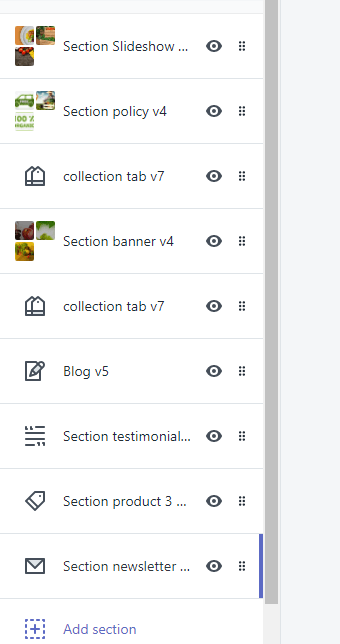 Section Slideshow ...
Section policy v4
100 %
collection tab v7
Section banner v4
collection tab v7
Blog v5
Section testimonial...
Section product 3 ...
Section newsletter ...
Add section